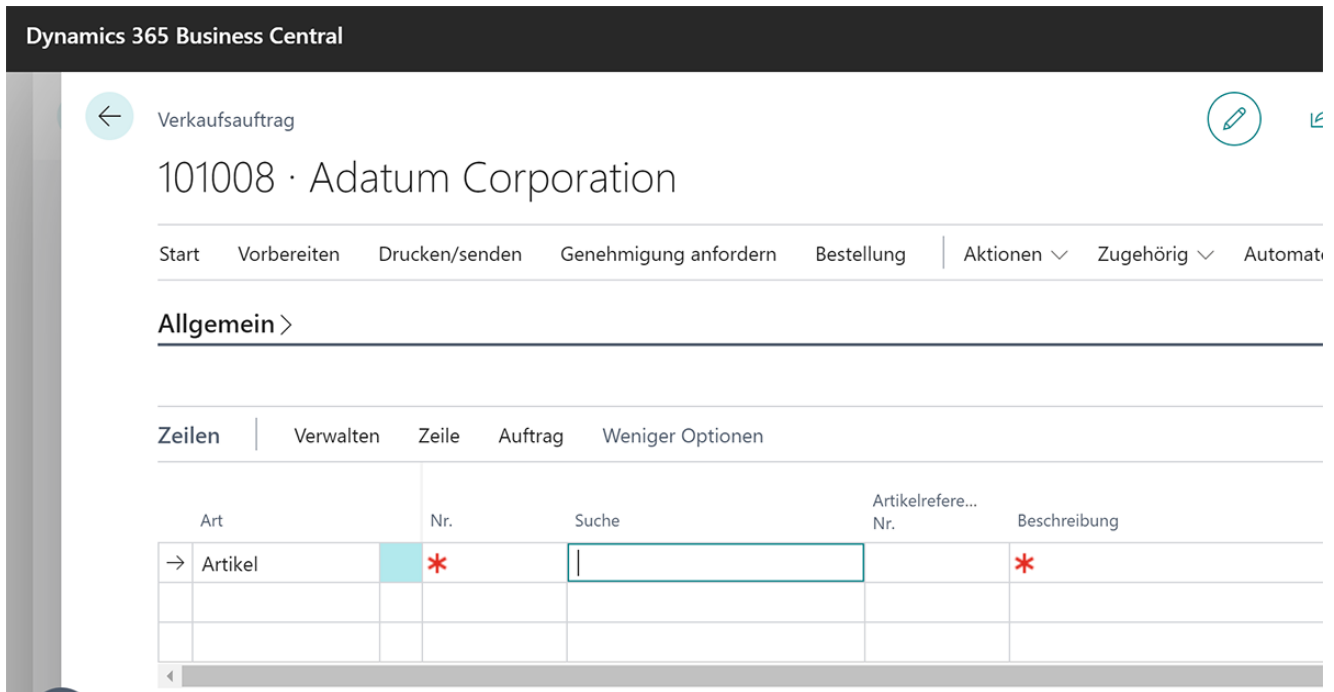 Dynamics 365 Business Central
Verkaufsauftrag
101008 · Adatum Corporation
Start Vorbereiten Drucken/senden Genehmigung anfordern Bestellung Aktionen Zugehörig
Allgemein
Zeilen Verwalten Zeile Auftrag Weniger Optionen
Art Nr. Suche Artikelrefere... Nr. Beschreibung
Artikel